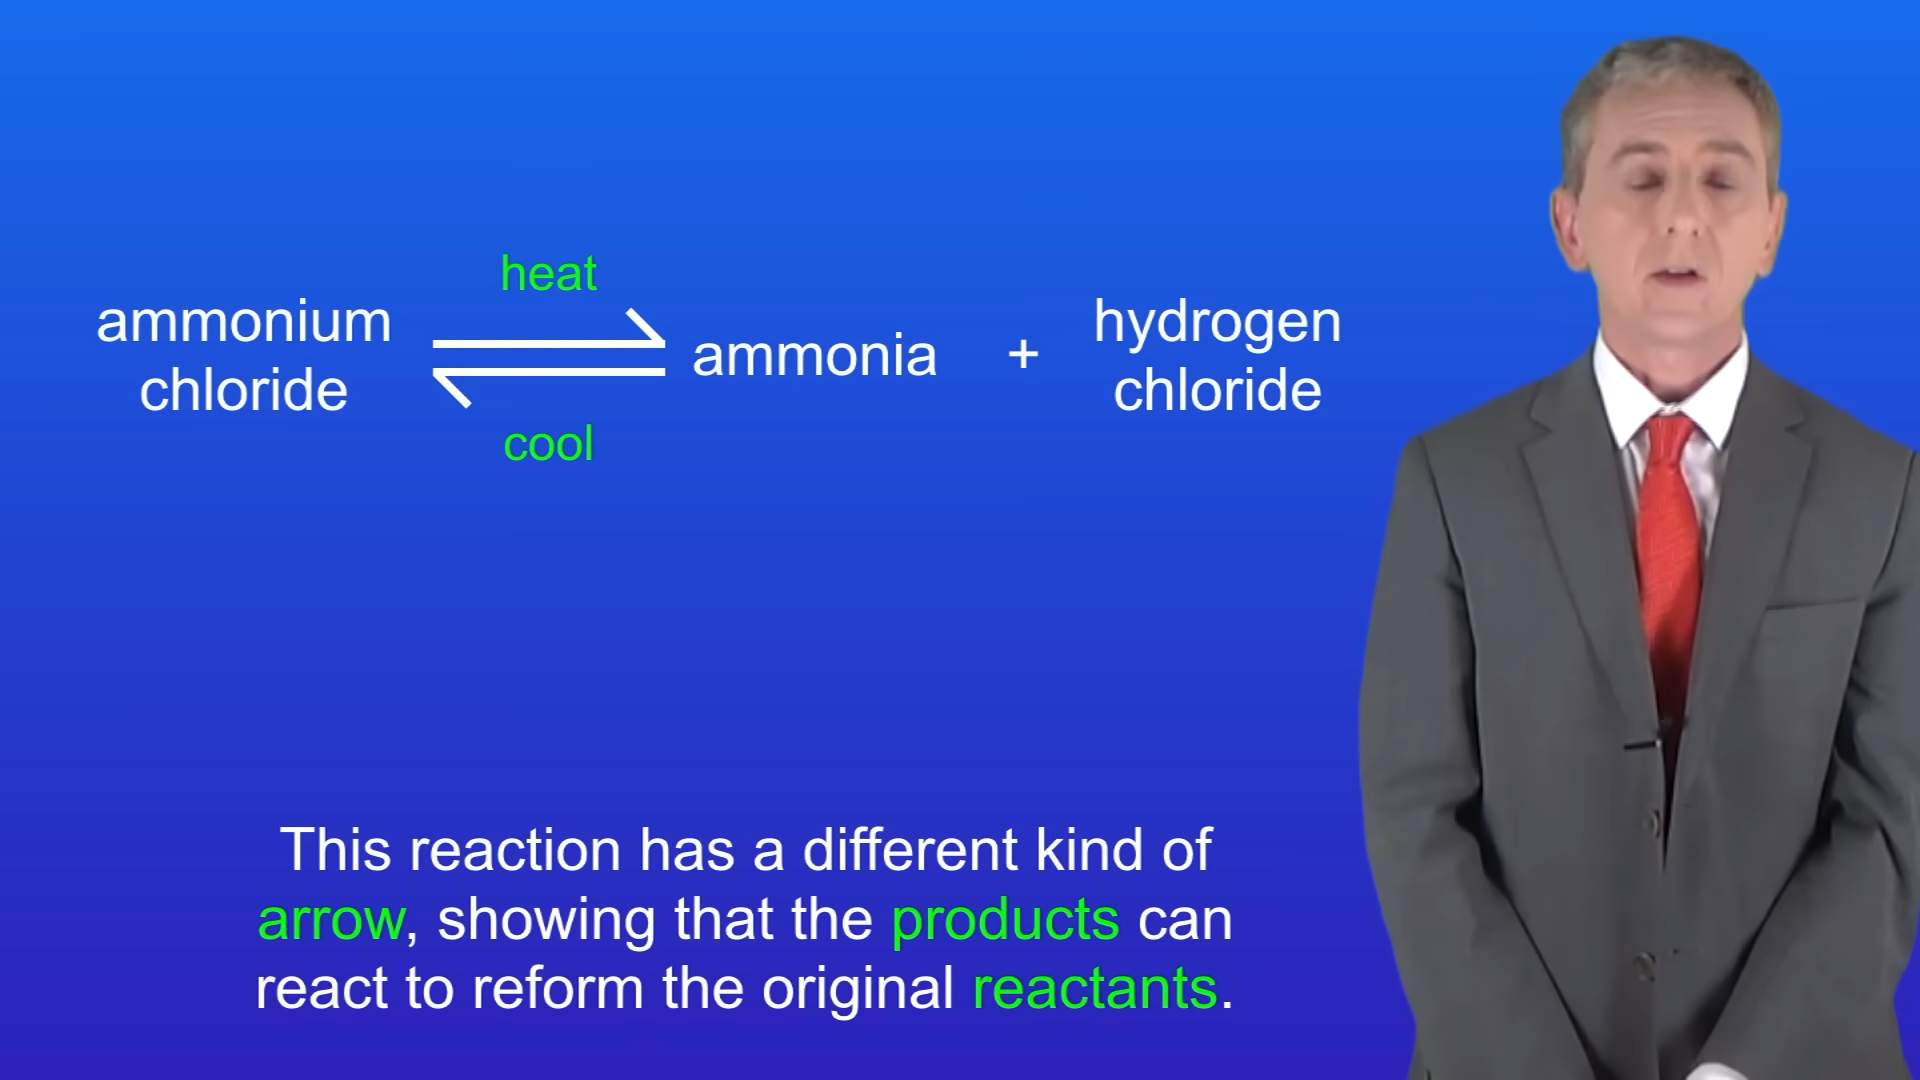 heat
ammonium
chloride
ammonia + hydrogen
chloride
cool
This reaction has a different kind of
arrow, showing that the products can
react to reform the original reactants.